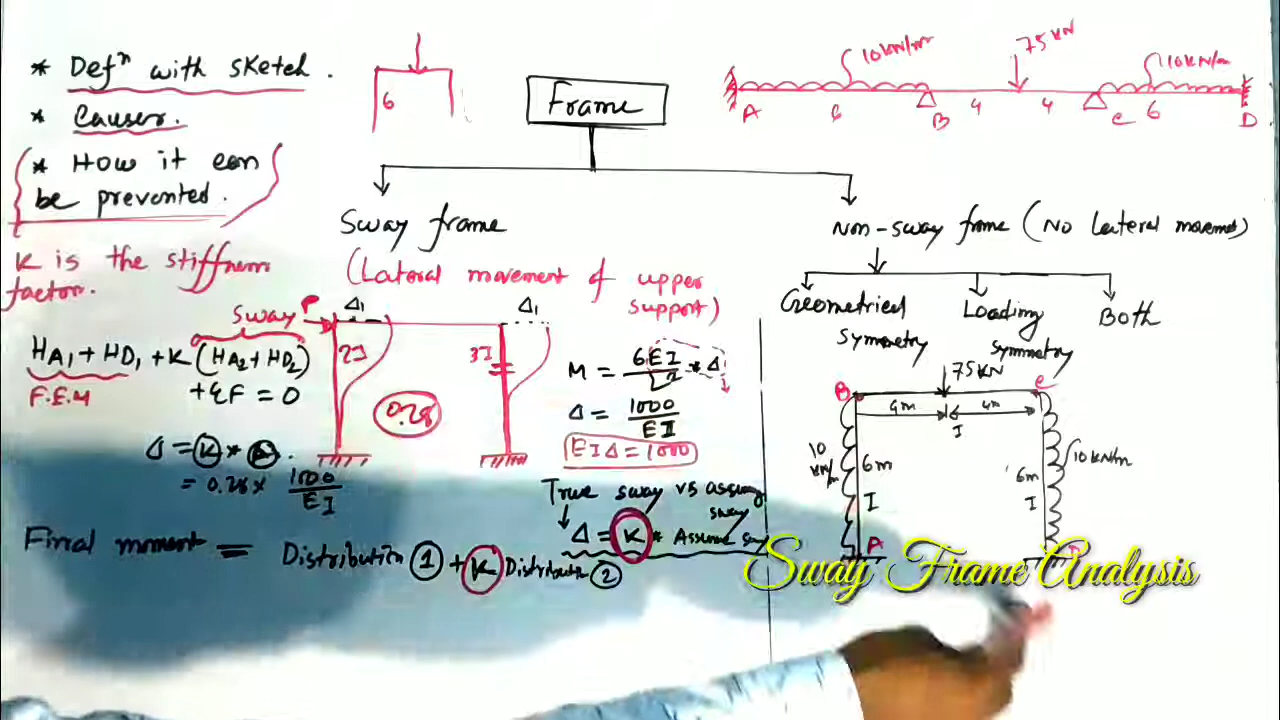 * Defⁿ with sketch.
* Causes.
* How it can
be prevented.
K is the stiffness
factor.
Sway
HA₁ + HD₁ + K (HA₂ + HD₂)
F.E.M
+ ΣF = 0
Δ = K *
= 0.28 * 1000/EI
Final moment = Distribution 1 + K Distribution 2
6
Frame
Sway frame
(Lateral movement of upper
support)
P
Δ₁
Δ₁
2I
3I
0.28
M = 6EI/L² * Δ
Δ = 1000/EI
EIΔ = 1000
True sway vs assumy
sway
Δ = K * Assume sway
10kN/m
75kN
10kN/m
A
6
B
4
4
C
6
D
Non-sway frame (No lateral movement)
Geometrical
Symmetry
Loading
Symmetry
Both
75KN
B
C
4m
4m
I
10
kN/m
6m
I
A
6m
I
10kN/m
D
Sway Frame Analysis